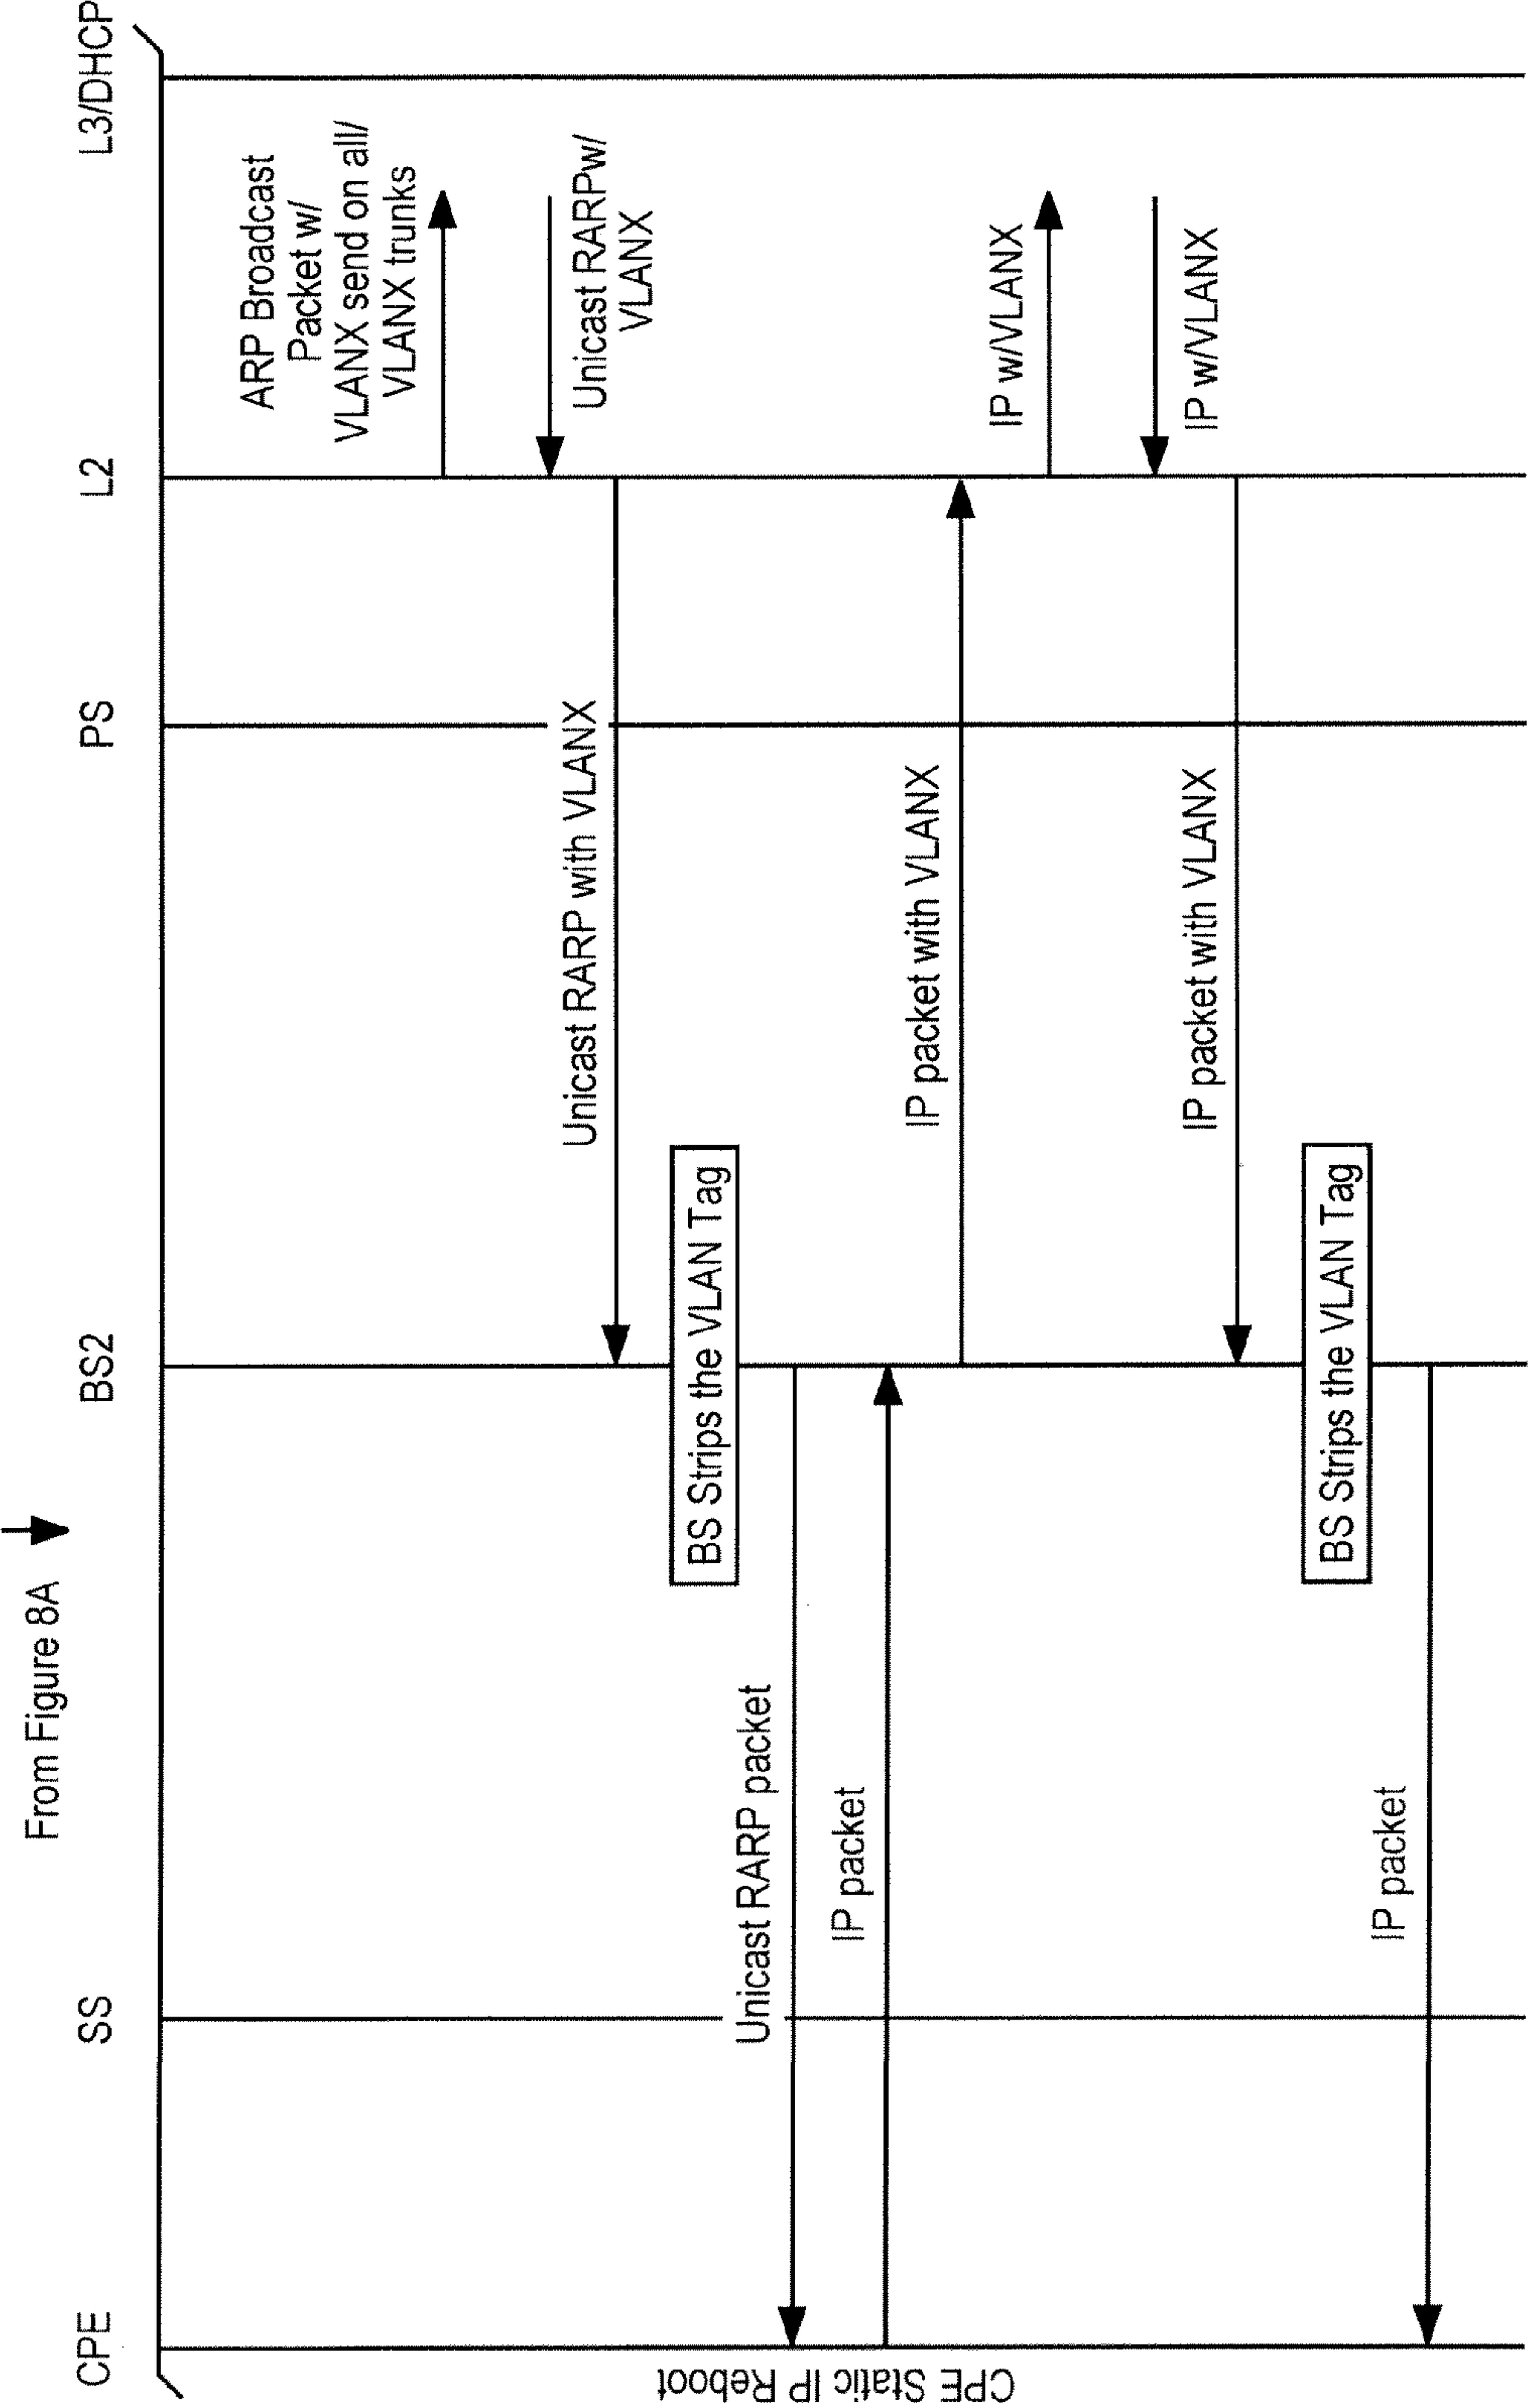 From Figure 8A
CPE
SS
BS2
PS
L2
L3/DHCP
ARP Broadcast
Packet w/
VLANX send on all/
VLANX trunks
Unicast RARPw/
VLANX
Unicast RARP with VLANX
BS Strips the VLAN Tag
Unicast RARP packet
IP packet
IP packet with VLANX
IP w/VLANX
IP w/VLANX
IP packet with VLANX
BS Strips the VLAN Tag
IP packet
CPE Static IP Reboot